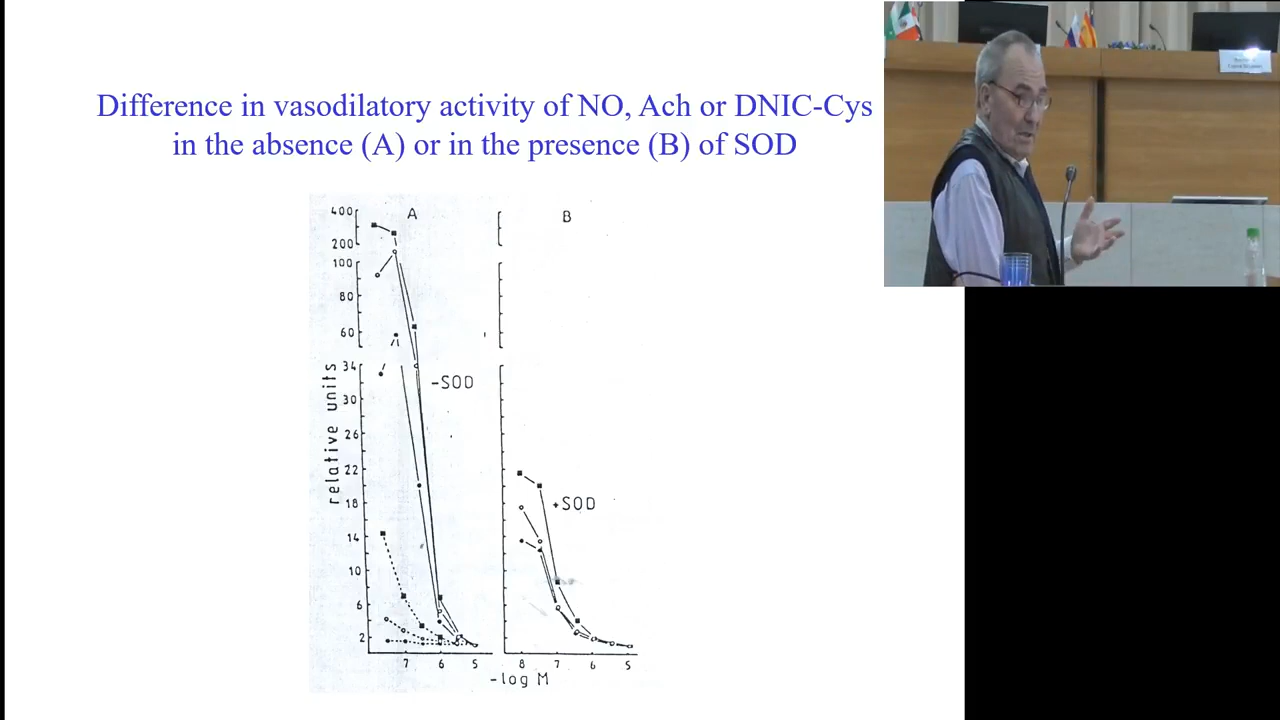 Difference in vasodilatory activity of NO, Ach or DNIC-Cys
in the absence (A) or in the presence (B) of SOD
A
B
400
200
100
80
60
34
30
26
22
18
14
10
6
2
relative units
-SOD
+SOD
7 6 5
8 7 6 5
-log M